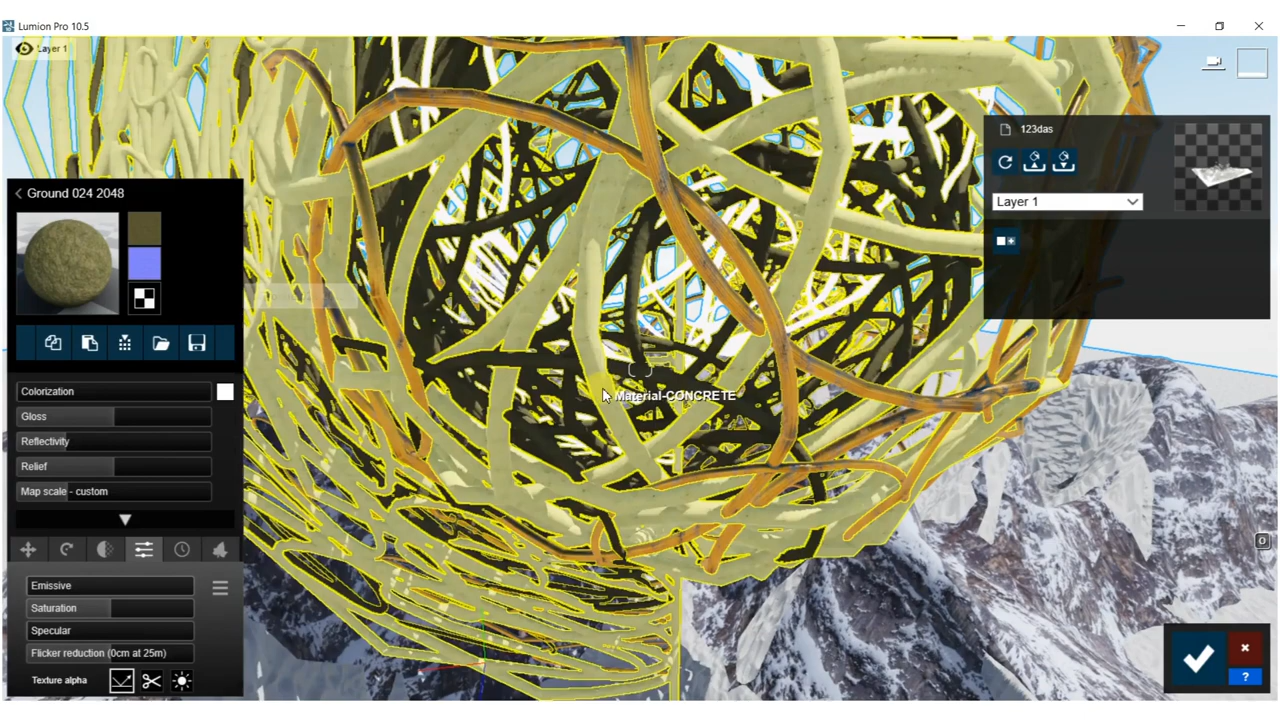 Lumion Pro 10.5
Layer 1
123das
Layer 1
Ground 024 2048
Colorization
Gloss
Reflectivity
Relief
Map scale - custom
Material-CONCRETE
Emissive
Saturation
Specular
Flicker reduction (0cm at 25m)
Texture alpha
O
?